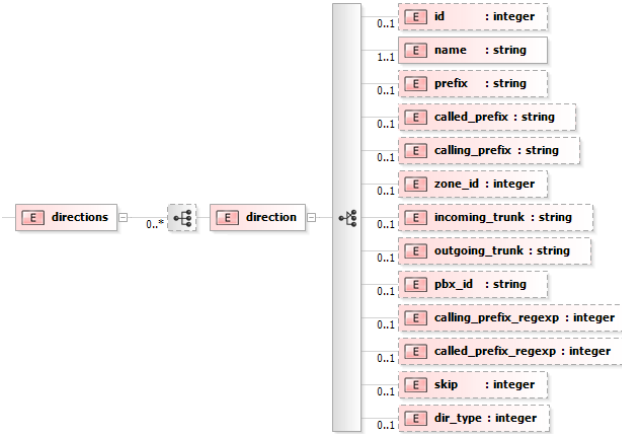 E id : integer
0..1
E name : string
1..1
E prefix : string
0..1
E called_prefix : string
0..1
E calling_prefix : string
0..1
E zone_id : integer
0..1
E directions
0..*
E direction
E incoming_trunk : string
0..1
E outgoing_trunk : string
0..1
E pbx_id : string
0..1
E calling_prefix_regexp : integer
0..1
E called_prefix_regexp : integer
0..1
E skip : integer
0..1
E dir_type : integer
0..1